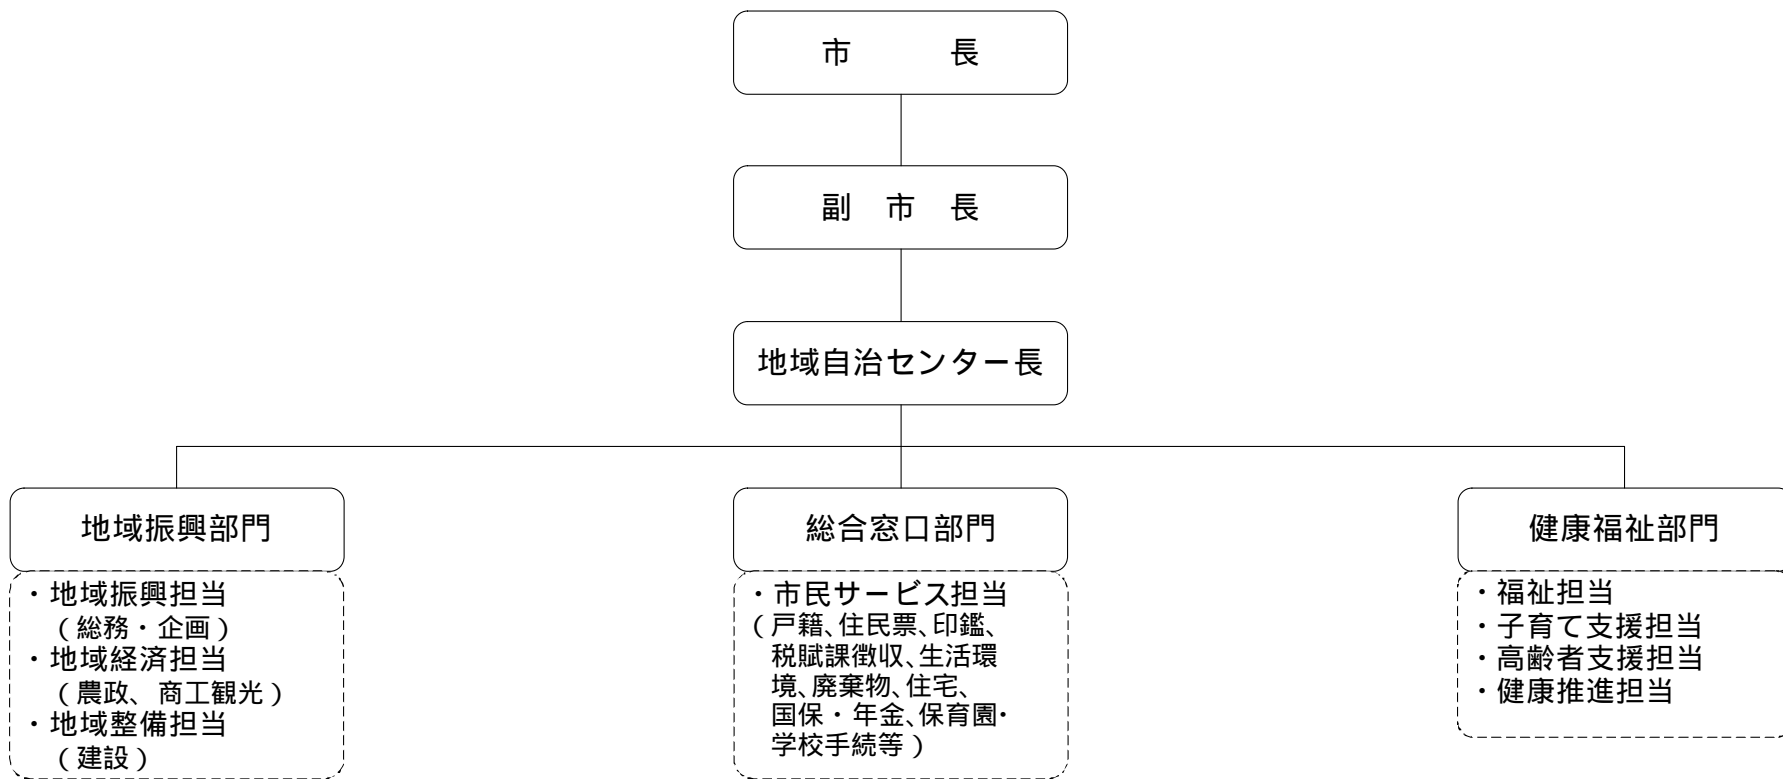 市　　　長
副　市　長
地域自治センター長
地域振興部門
・地域振興担当
（総務・企画）
・地域経済担当
（農政、商工観光）
・地域整備担当
（建設）
総合窓口部門
・市民サービス担当
（戸籍、住民票、印鑑、
税賦課徴収、生活環
境、廃棄物、住宅、
国保・年金、保育園・
学校手続等）
健康福祉部門
・福祉担当
・子育て支援担当
・高齢者支援担当
・健康推進担当